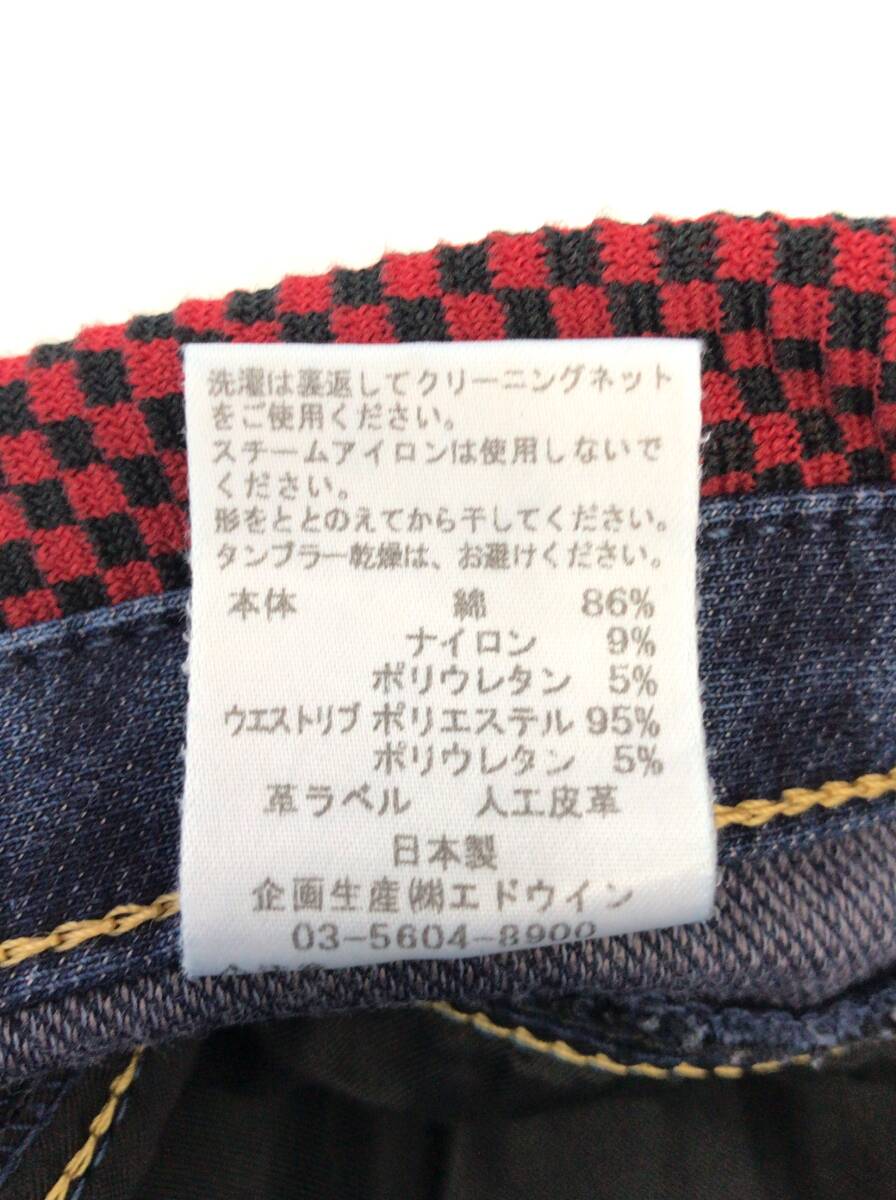 洗濯は裏返してクリーニングネット
をご使用ください。
スチームアイロンは使用しないで
ください。
形をととのえてから干してください。
タンブラー乾燥は、お避けください。
本体 綿 86%
ナイロン 9%
ポリウレタン 5%
ウエストリブ ポリエステル 95%
ポリウレタン 5%
革ラベル 人工皮革
日本製
企画生産㈱エドウイン
03-5604-8900